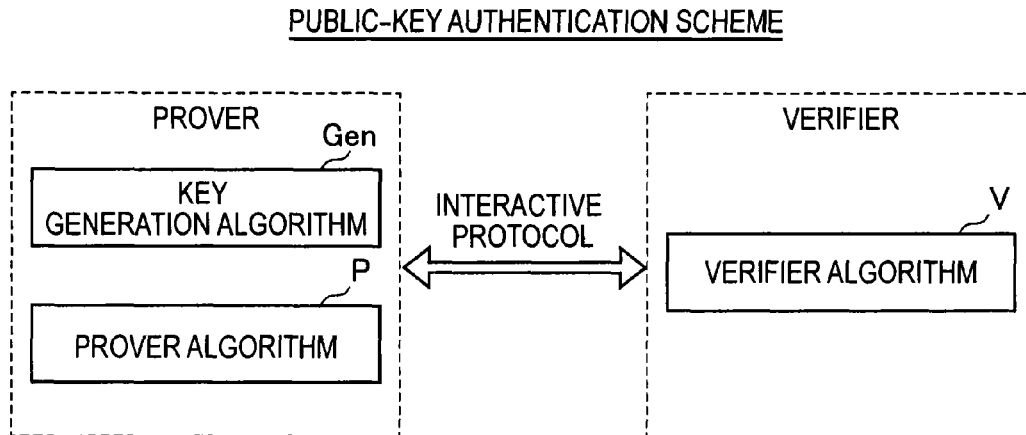 PUBLIC-KEY AUTHENTICATION SCHEME
PROVER
Gen
KEY
GENERATION ALGORITHM
P
PROVER ALGORITHM
INTERACTIVE
PROTOCOL
VERIFIER
V
VERIFIER ALGORITHM